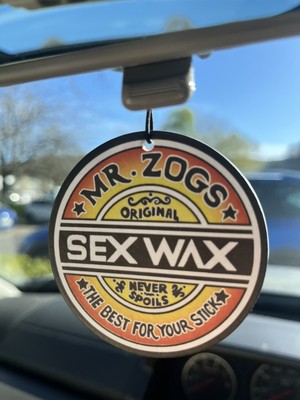 MR. ZOGS
ORIGINAL
SEX WAX
NEVER
SPOILS
THE BEST FOR YOUR STICK